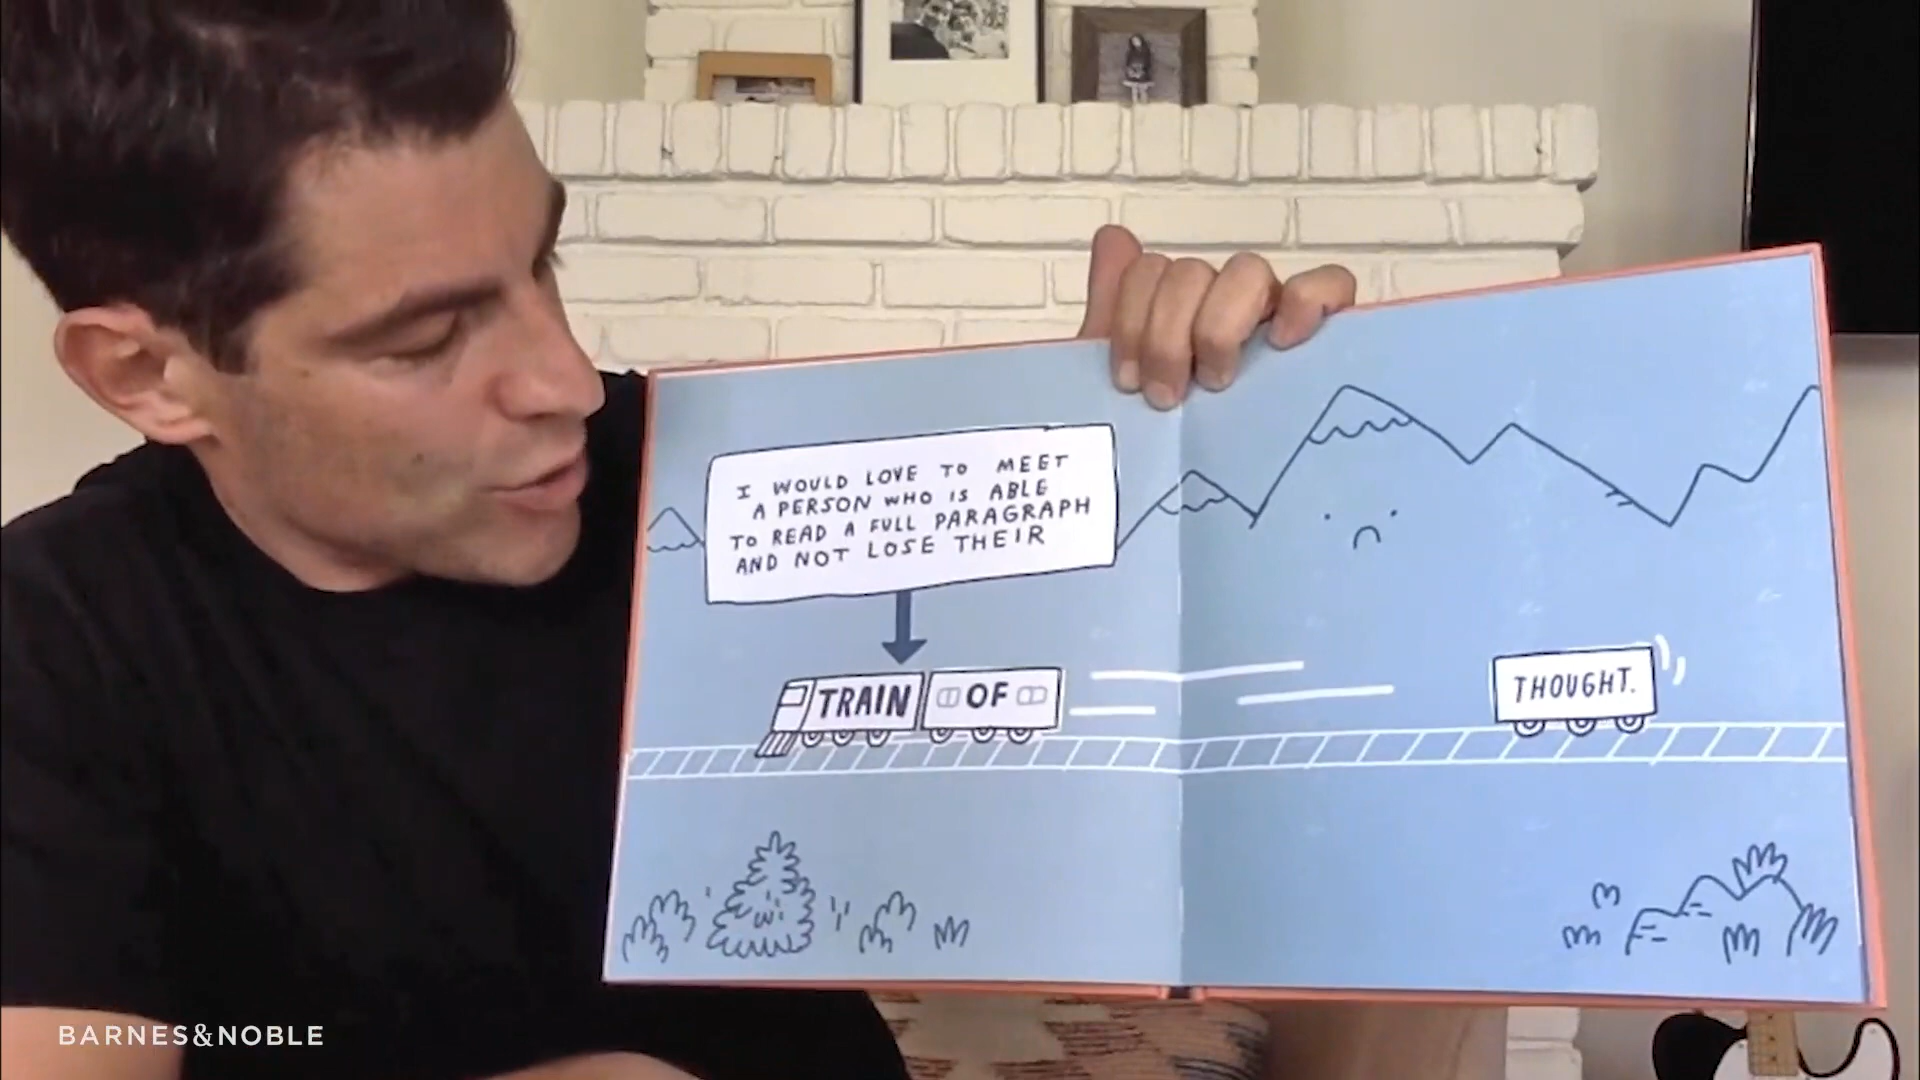 I WOULD LOVE TO MEET
A PERSON WHO IS ABLE
TO READ A FULL PARAGRAPH
AND NOT LOSE THEIR
TRAIN OF THOUGHT.
BARNES&NOBLE